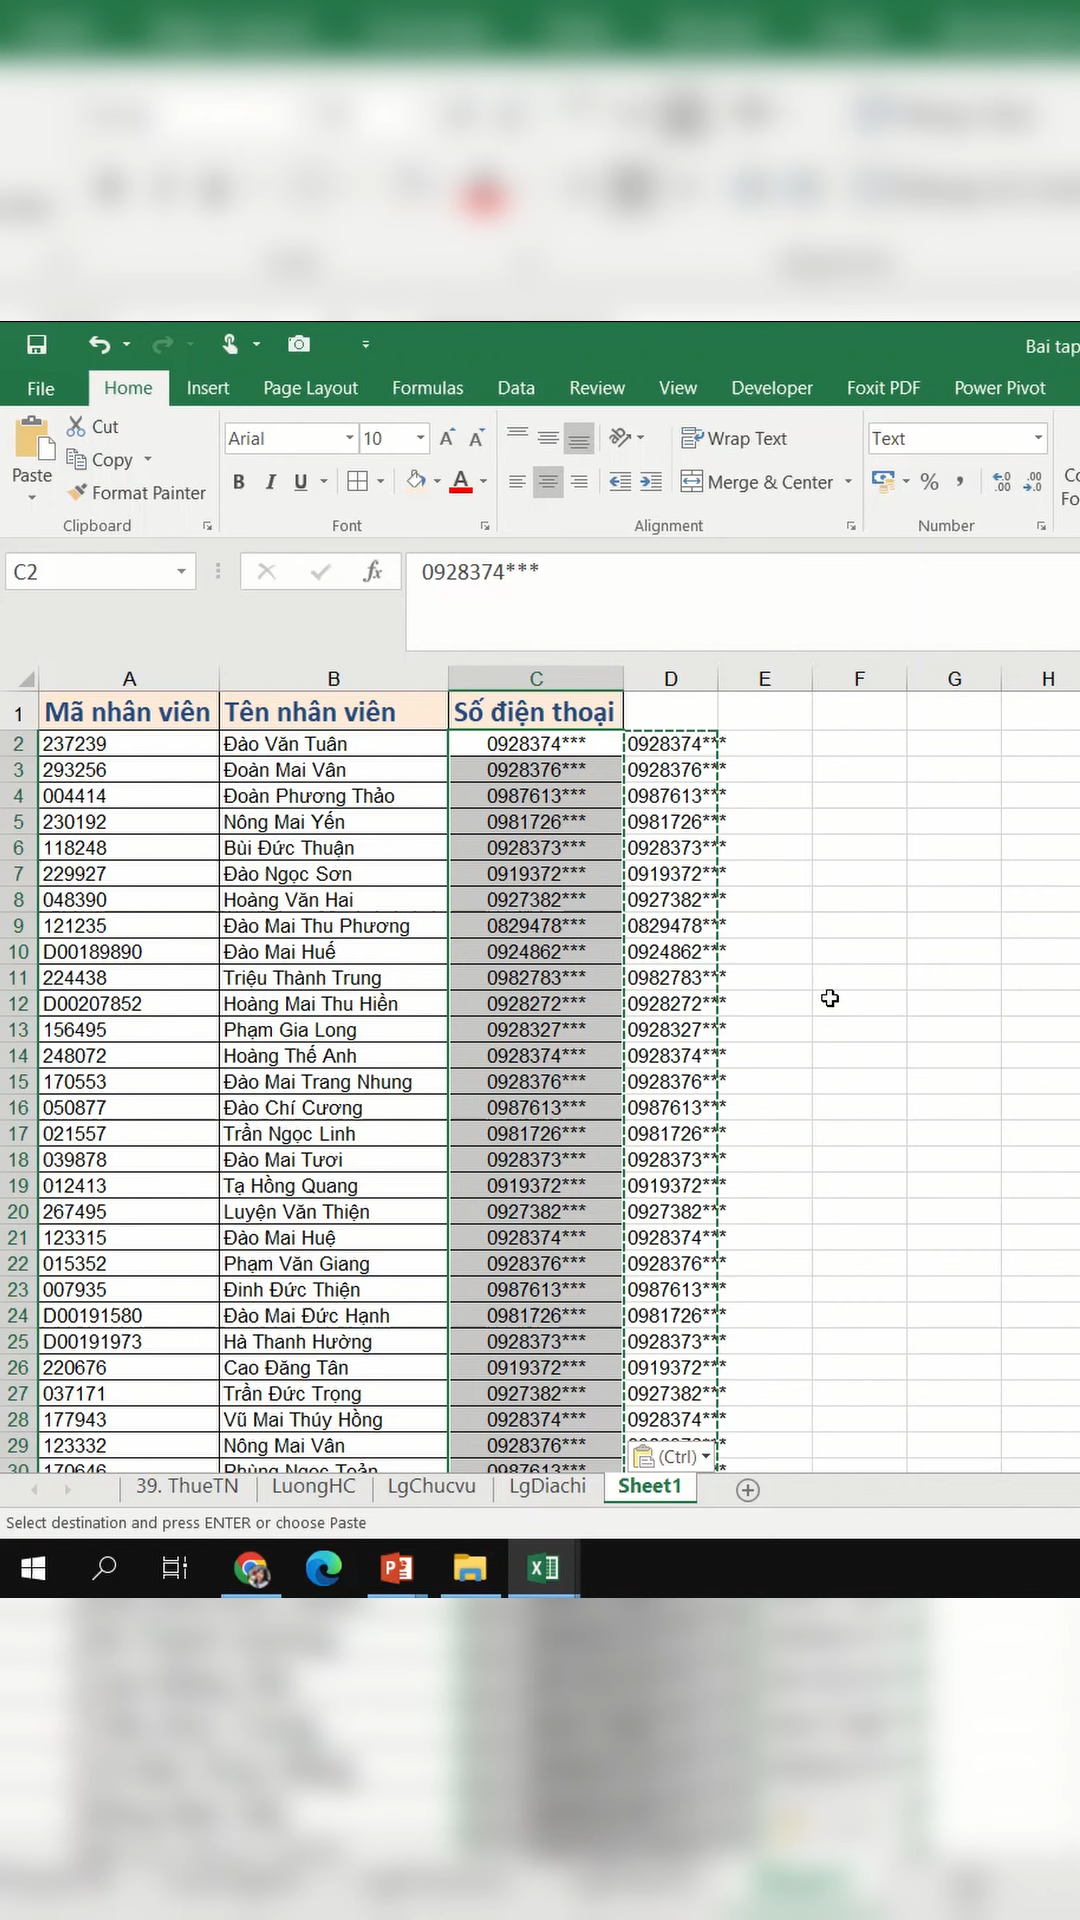 Bai tap
File Home Insert Page Layout Formulas Data Review View Developer Foxit PDF Power Pivot
Cut
Copy
Format Painter
Paste
Clipboard
Arial 10
B I U
Font
Wrap Text
Merge & Center
Alignment
Text
Number
C2 fx 0928374***
A B C D E F G H
1 Mã nhân viên Tên nhân viên Số điện thoại
2 237239 Đào Văn Tuân 0928374*** 0928374***
3 293256 Đoàn Mai Vân 0928376*** 0928376***
4 004414 Đoàn Phương Thảo 0987613*** 0987613***
5 230192 Nông Mai Yến 0981726*** 0981726***
6 118248 Bùi Đức Thuận 0928373*** 0928373***
7 229927 Đào Ngọc Sơn 0919372*** 0919372***
8 048390 Hoàng Văn Hai 0927382*** 0927382***
9 121235 Đào Mai Thu Phương 0829478*** 0829478***
10 D00189890 Đào Mai Huế 0924862*** 0924862***
11 224438 Triệu Thành Trung 0982783*** 0982783***
12 D00207852 Hoàng Mai Thu Hiền 0928272*** 0928272***
13 156495 Phạm Gia Long 0928327*** 0928327***
14 248072 Hoàng Thế Anh 0928374*** 0928374***
15 170553 Đào Mai Trang Nhung 0928376*** 0928376***
16 050877 Đào Chí Cương 0987613*** 0987613***
17 021557 Trần Ngọc Linh 0981726*** 0981726***
18 039878 Đào Mai Tươi 0928373*** 0928373***
19 012413 Tạ Hồng Quang 0919372*** 0919372***
20 267495 Luyện Văn Thiện 0927382*** 0927382***
21 123315 Đào Mai Huệ 0928374*** 0928374***
22 015352 Phạm Văn Giang 0928376*** 0928376***
23 007935 Đinh Đức Thiện 0987613*** 0987613***
24 D00191580 Đào Mai Đức Hạnh 0981726*** 0981726***
25 D00191973 Hà Thanh Hường 0928373*** 0928373***
26 220676 Cao Đăng Tân 0919372*** 0919372***
27 037171 Trần Đức Trọng 0927382*** 0927382***
28 177943 Vũ Mai Thúy Hồng 0928374*** 0928374***
29 123332 Nông Mai Vân 0928376***
30 170646 Phùng Ngọc Toản 0987613*** (Ctrl)
39. ThueTN LuongHC LgChucvu LgDiachi Sheet1
Select destination and press ENTER or choose Paste